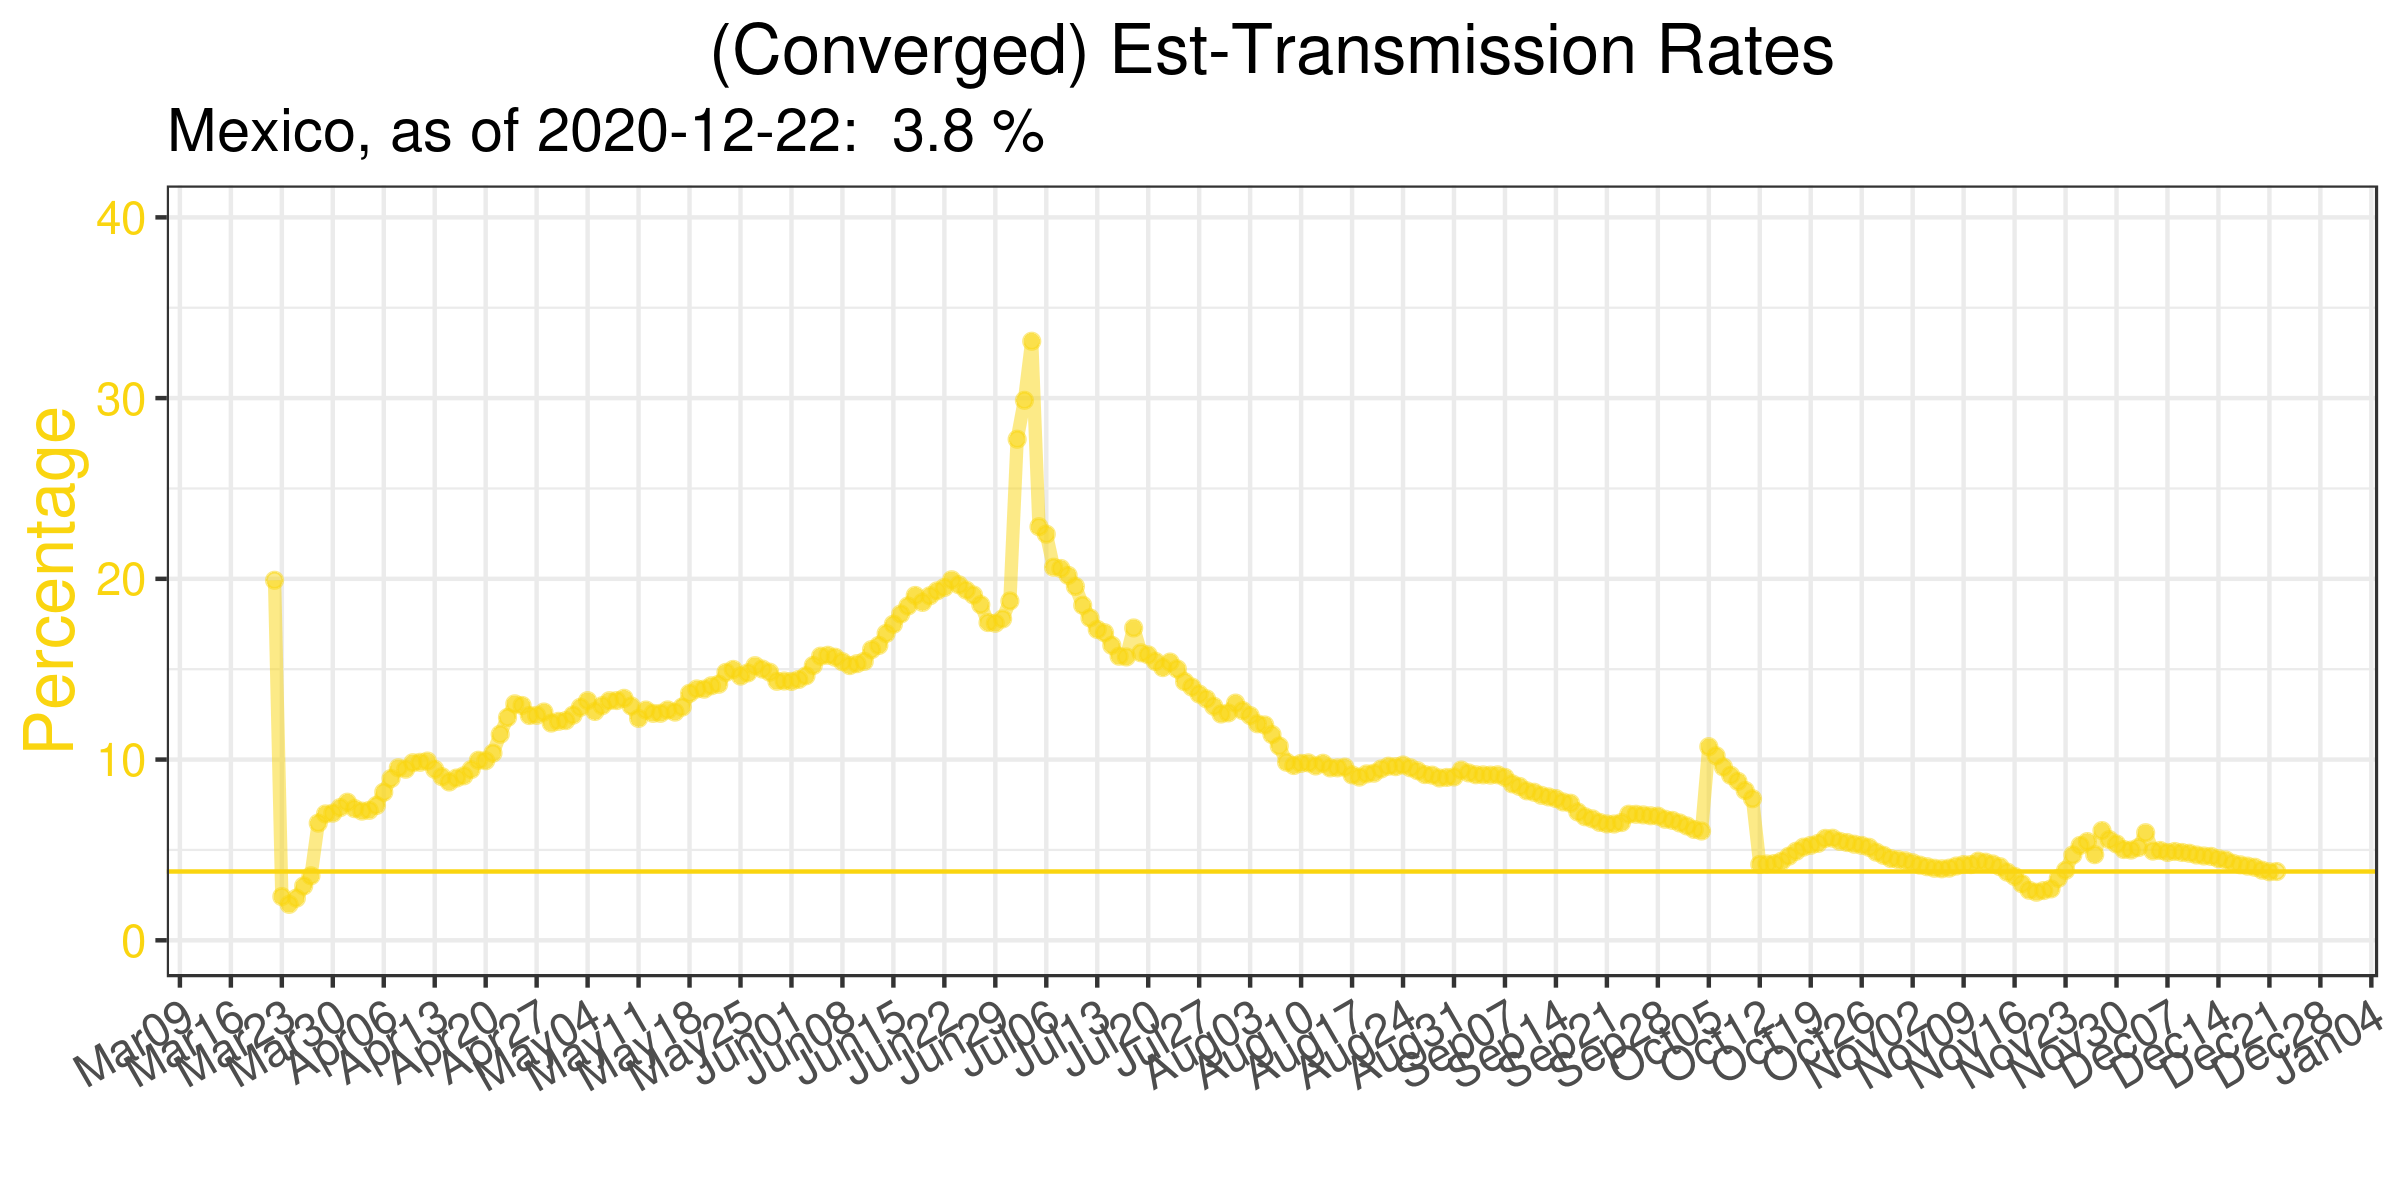 (Converged) Est-Transmission Rates
Mexico, as of 2020-12-22:  3.8 %
Percentage
40
30
20
10
0
Mar09
Mar16
Mar23
Mar30
Apr06
Apr13
Apr20
Apr27
May04
May11
May18
May25
Jun01
Jun08
Jun15
Jun22
Jun29
Jul06
Jul13
Jul20
Jul27
Aug03
Aug10
Aug17
Aug24
Aug31
Sep07
Sep14
Sep21
Sep28
Oct05
Oct12
Oct19
Oct26
Nov02
Nov09
Nov16
Nov23
Nov30
Dec07
Dec14
Dec21
Dec28
Jan04